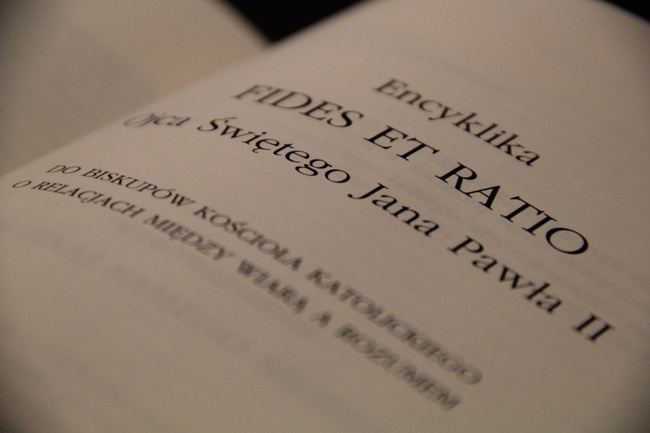 Encyklika
FIDES ET RATIO
Ojca Świętego Jana Pawła II
DO BISKUPÓW KOŚCIOŁA KATOLICKIEGO
O RELACJACH MIĘDZY WIARĄ A ROZUMEM